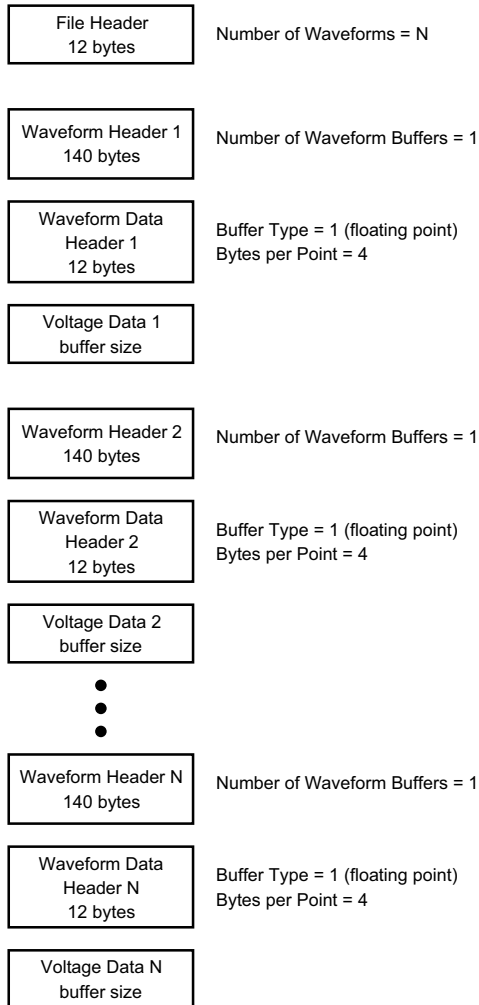 File Header
12 bytes
Number of Waveforms = N
Waveform Header 1
140 bytes
Number of Waveform Buffers = 1
Waveform Data
Header 1
12 bytes
Buffer Type = 1 (floating point)
Bytes per Point = 4
Voltage Data 1
buffer size
Waveform Header 2
140 bytes
Number of Waveform Buffers = 1
Waveform Data
Header 2
12 bytes
Buffer Type = 1 (floating point)
Bytes per Point = 4
Voltage Data 2
buffer size
Waveform Header N
140 bytes
Number of Waveform Buffers = 1
Waveform Data
Header N
12 bytes
Buffer Type = 1 (floating point)
Bytes per Point = 4
Voltage Data N
buffer size